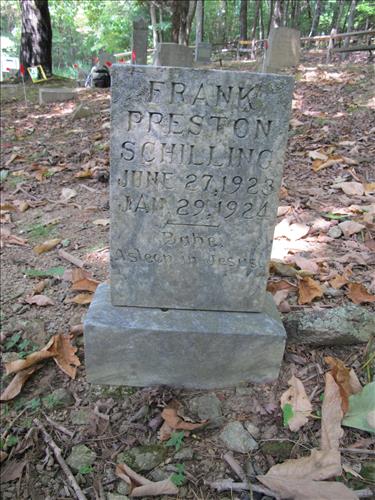 FRANK
PRESTON
SCHILLING
JUNE 27, 1923
JAN. 29, 1924
Babe.
Asleep in Jesus.